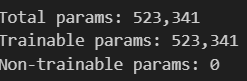 Total params: 523,341
Trainable params: 523,341
Non-trainable params: 0